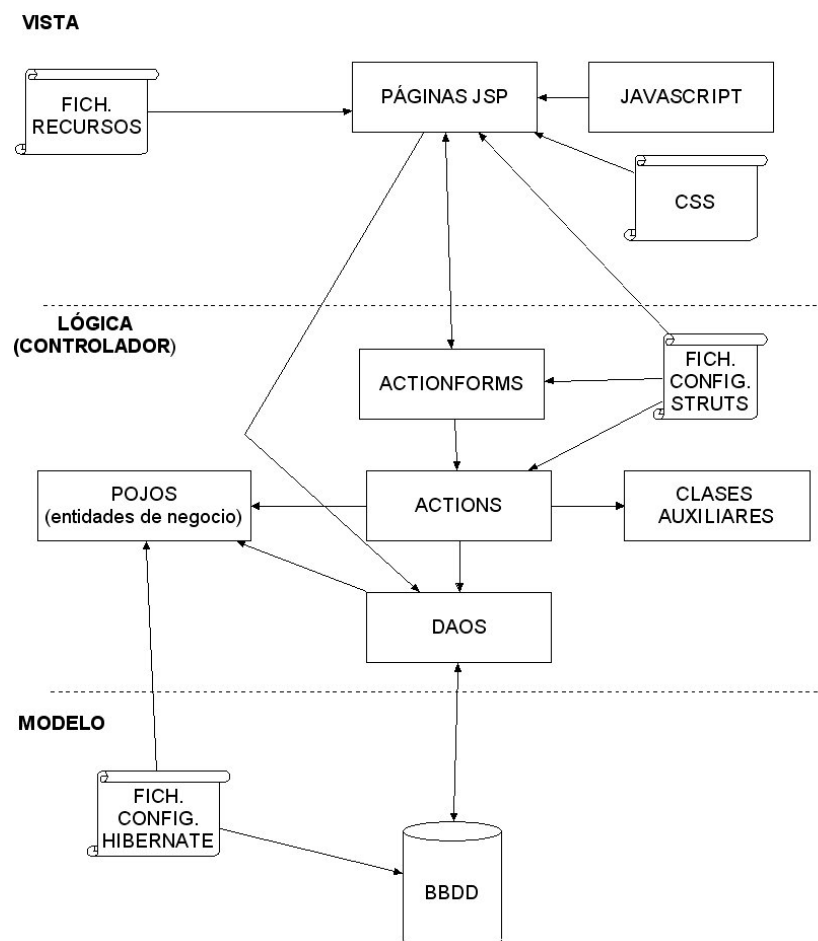 VISTA
FICH.
RECURSOS
PÁGINAS JSP
JAVASCRIPT
CSS
LÓGICA
(CONTROLADOR)
ACTIONFORMS
FICH.
CONFIG.
STRUTS
POJOS
(entidades de negocio)
ACTIONS
CLASES
AUXILIARES
DAOS
MODELO
FICH.
CONFIG.
HIBERNATE
BBDD